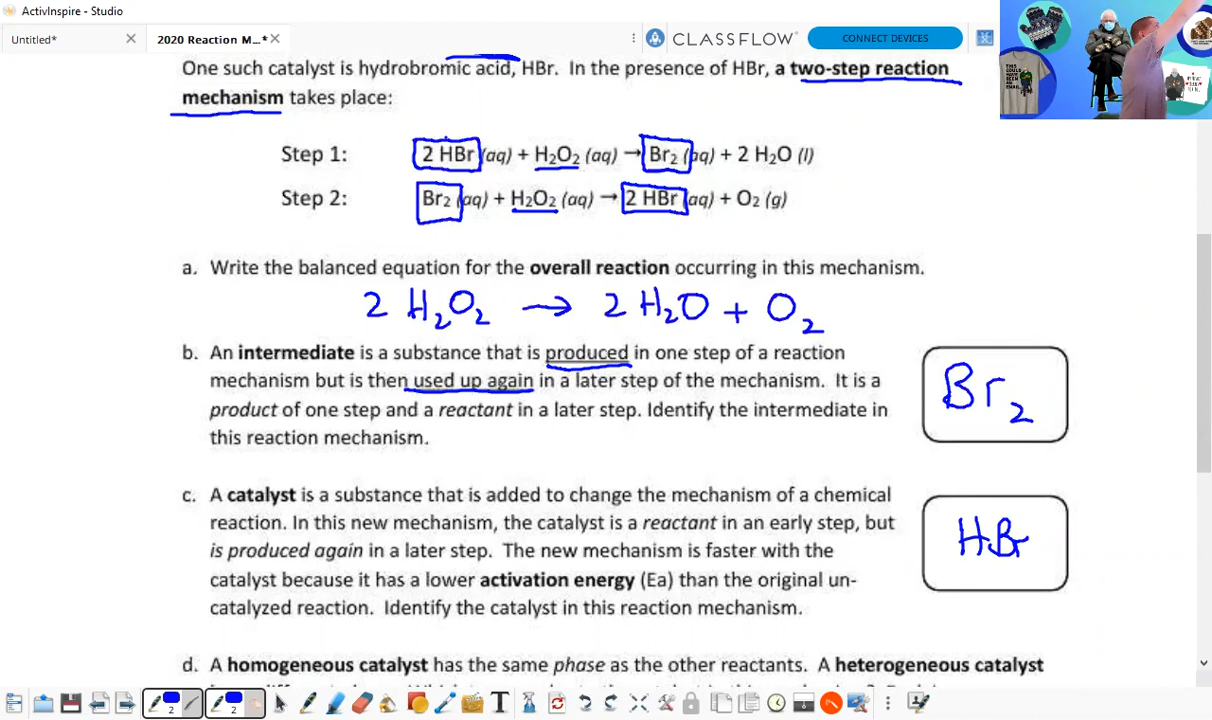 ActivInspire - Studio
Untitled* 2020 Reaction M...* CLASSFLOW CONNECT DEVICES
One such catalyst is hydrobromic acid, HBr. In the presence of HBr, a two-step reaction
mechanism takes place:
Step 1: 2 HBr (aq) + H₂O₂ (aq) → Br₂ (aq) + 2 H₂O (l)
Step 2: Br₂ (aq) + H₂O₂ (aq) → 2 HBr (aq) + O₂ (g)
a. Write the balanced equation for the overall reaction occurring in this mechanism.
2 H₂O₂ → 2 H₂O + O₂
b. An intermediate is a substance that is produced in one step of a reaction
mechanism but is then used up again in a later step of the mechanism. It is a
product of one step and a reactant in a later step. Identify the intermediate in
this reaction mechanism.
Br₂
c. A catalyst is a substance that is added to change the mechanism of a chemical
reaction. In this new mechanism, the catalyst is a reactant in an early step, but
is produced again in a later step. The new mechanism is faster with the
catalyst because it has a lower activation energy (Ea) than the original un-
catalyzed reaction. Identify the catalyst in this reaction mechanism.
HBr
d. A homogeneous catalyst has the same phase as the other reactants. A heterogeneous catalyst
2 2 T